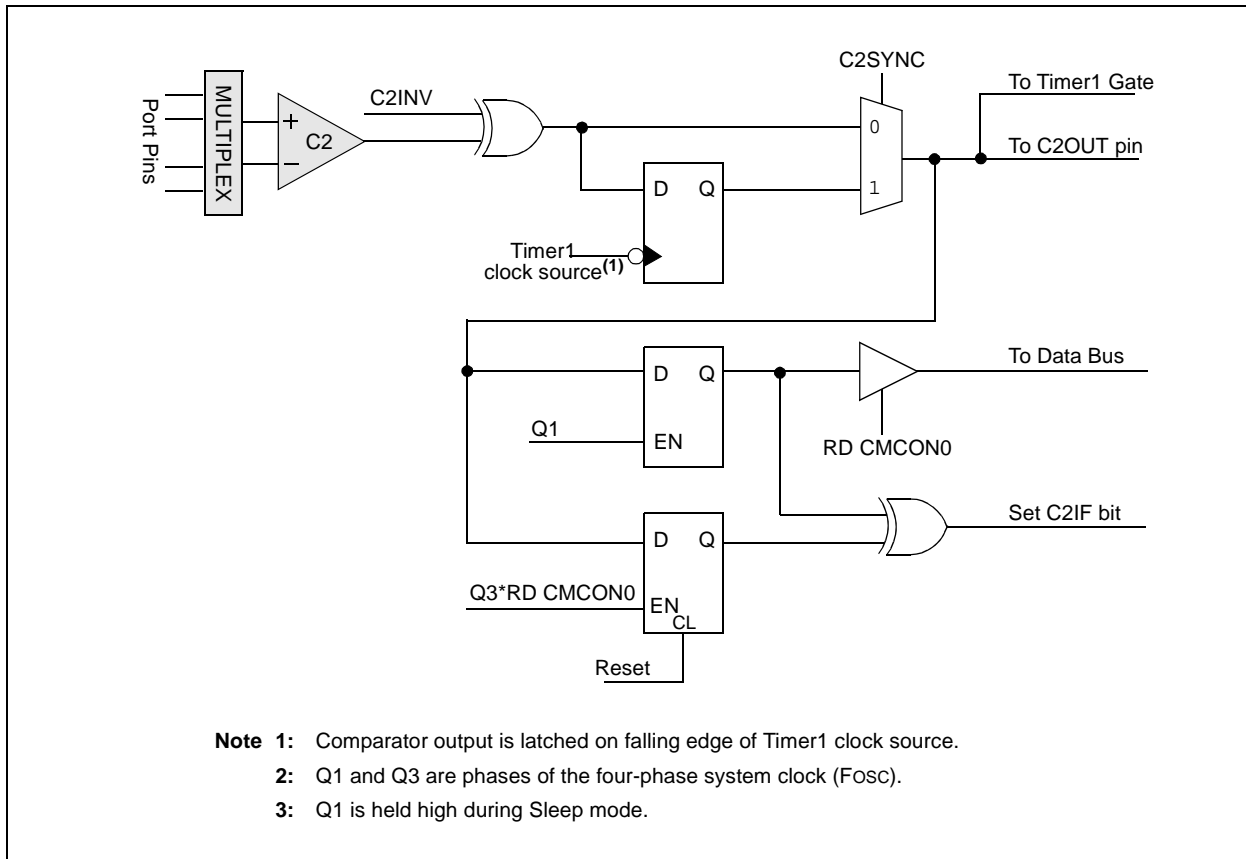 C2SYNC
To Timer1 Gate
Port Pins
MULTIPLEX
+
C2
−
C2INV
0
To C2OUT pin
D Q
1
Timer1
clock source(1)
D Q
To Data Bus
Q1
EN
RD CMCON0
Set C2IF bit
D Q
Q3*RD CMCON0
EN
CL
Reset
Note 1: Comparator output is latched on falling edge of Timer1 clock source.
2: Q1 and Q3 are phases of the four-phase system clock (FOSC).
3: Q1 is held high during Sleep mode.